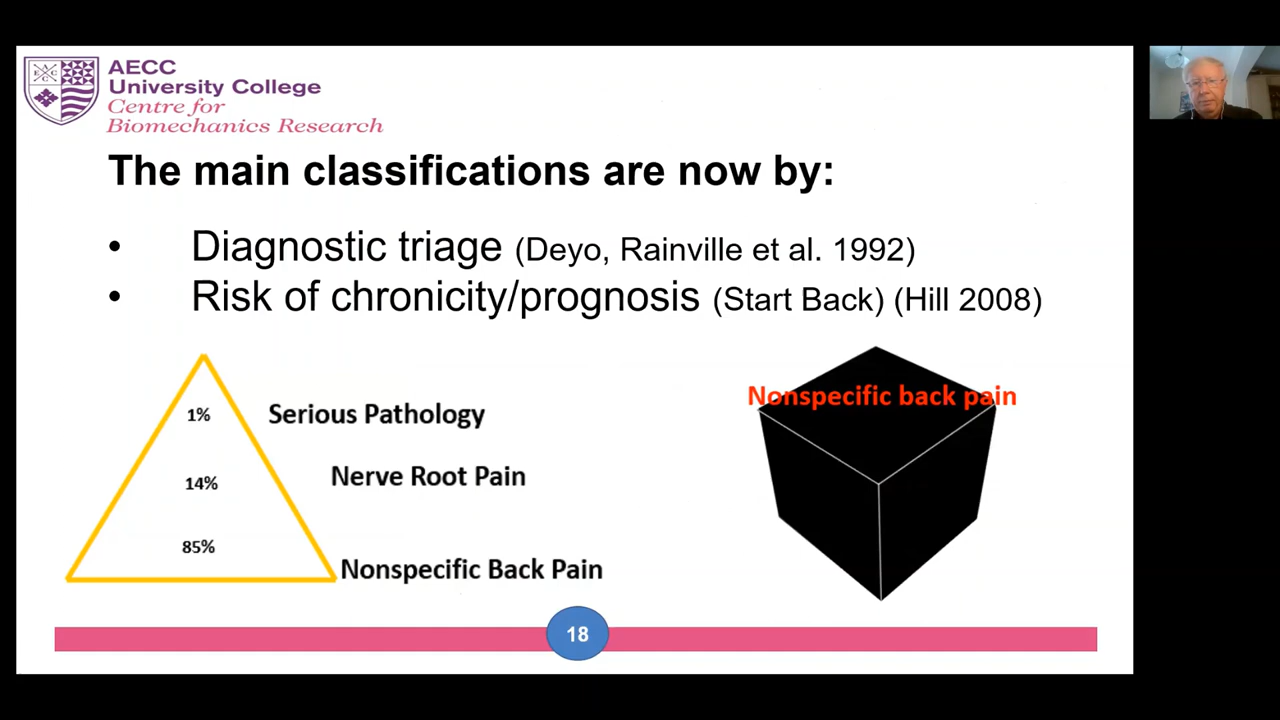 AECC
University College
Centre for
Biomechanics Research
The main classifications are now by:
• Diagnostic triage (Deyo, Rainville et al. 1992)
• Risk of chronicity/prognosis (Start Back) (Hill 2008)
1% Serious Pathology
14% Nerve Root Pain
85% Nonspecific Back Pain
Nonspecific back pain
18